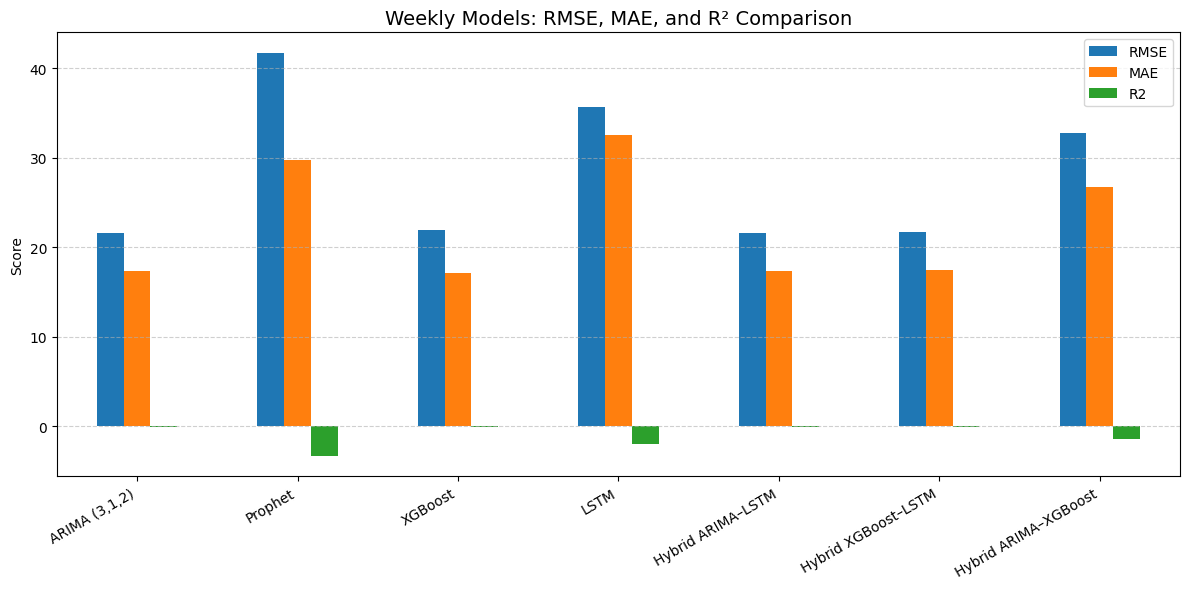 Weekly Models: RMSE, MAE, and R² Comparison
RMSE
MAE
R2
Score
40
30
20
10
0
ARIMA (3,1,2)
Prophet
XGBoost
LSTM
Hybrid ARIMA–LSTM
Hybrid XGBoost–LSTM
Hybrid ARIMA–XGBoost